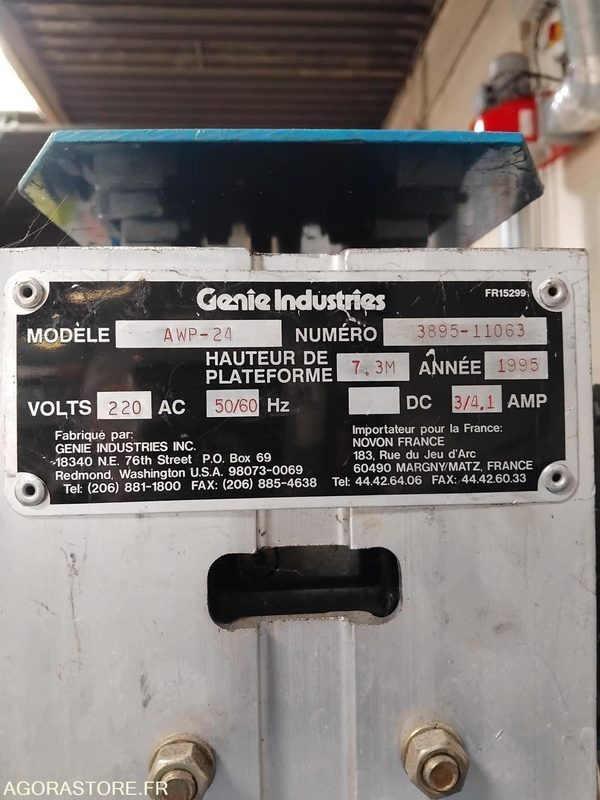 Genie Industries
FR15299
MODÈLE AWP-24 NUMÉRO 3895-11063
HAUTEUR DE PLATEFORME 7.3M ANNÉE 1995
VOLTS 220 AC 50/60 Hz DC 3/4.1 AMP
Fabriqué par:
GENIE INDUSTRIES INC.
18340 N.E. 76th Street P.O. Box 69
Redmond, Washington U.S.A. 98073-0069
Tel: (206) 881-1800 FAX: (206) 885-4638
Importateur pour la France:
NOVON FRANCE
183, Rue du Jeu d'Arc
60490 MARGNY/MATZ, FRANCE
Tel: 44.42.64.06 FAX: 44.42.60.33
AGORASTORE.FR